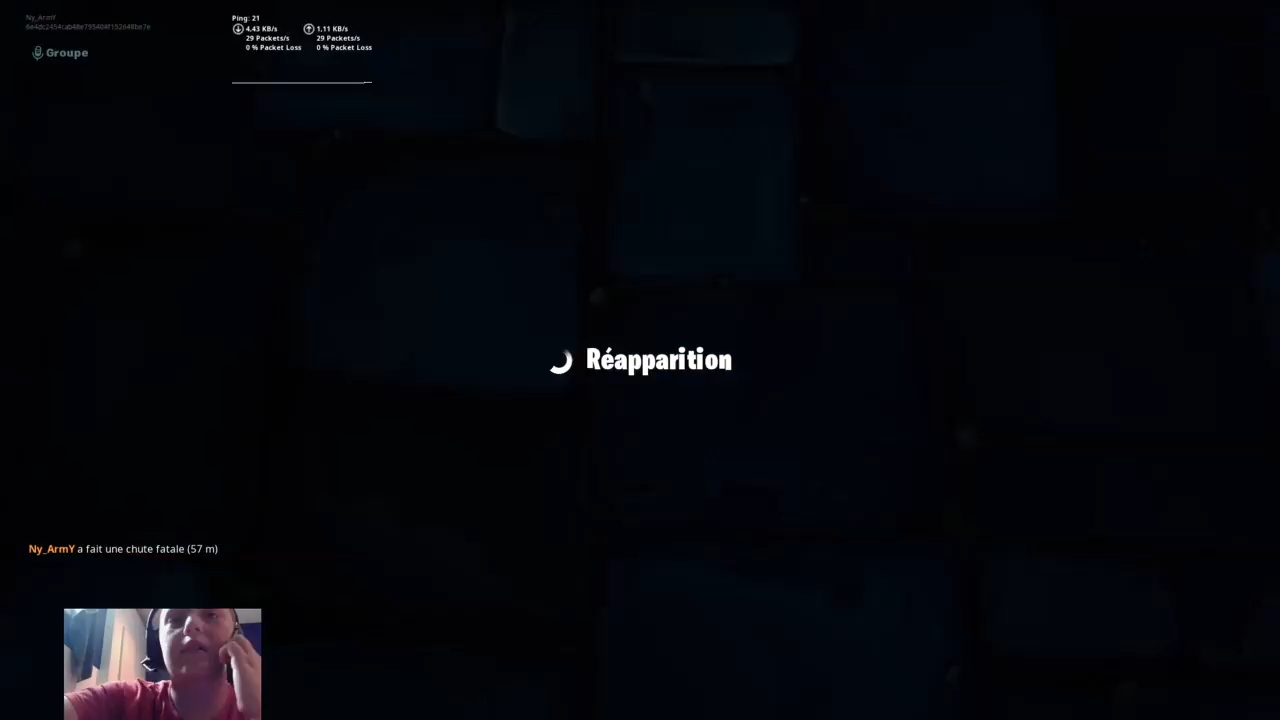 Ny_ArmY
Ping: 21
4,43 KB/s
1,11 KB/s
29 Packets/s
29 Packets/s
0 % Packet Loss
0 % Packet Loss
Groupe
Réapparition
Ny_ArmY a fait une chute fatale (57 m)